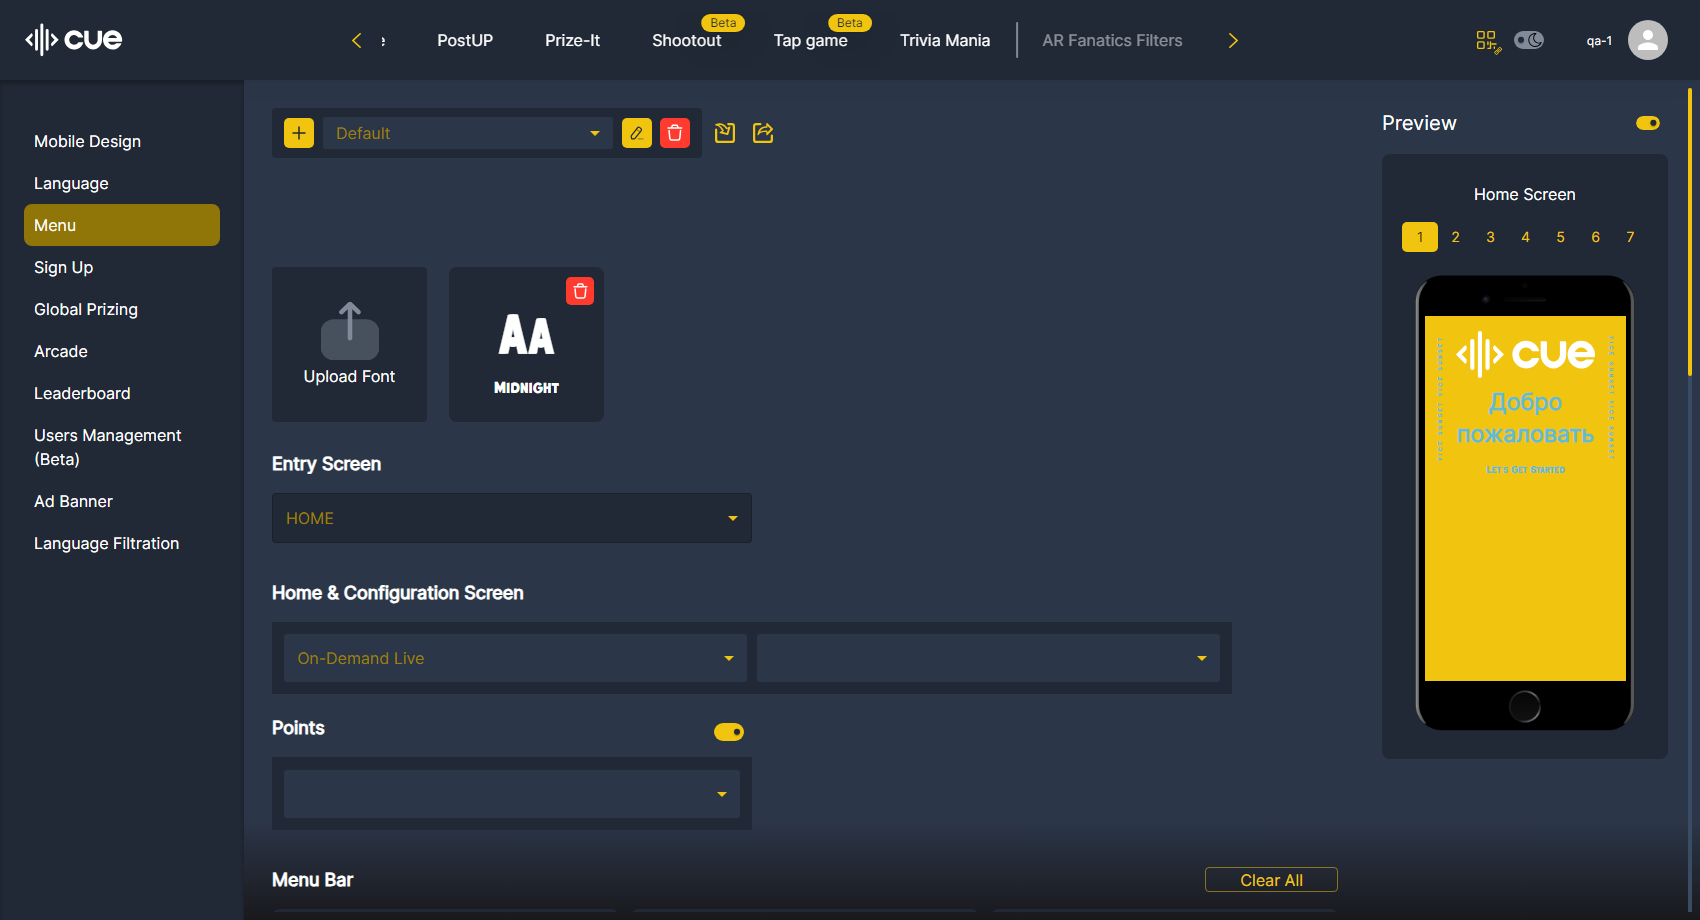 cue
PostUP
Prize-It
Shootout
Beta
Tap game
Beta
Trivia Mania
AR Fanatics Filters
qa-1
Mobile Design
Language
Menu
Sign Up
Global Prizing
Arcade
Leaderboard
Users Management
(Beta)
Ad Banner
Language Filtration
Default
Upload Font
AA
MIDNIGHT
Entry Screen
HOME
Home & Configuration Screen
On-Demand Live
Points
Menu Bar
Clear All
Preview
Home Screen
1 2 3 4 5 6 7
cue
Добро
пожаловать
LET'S GET STARTED